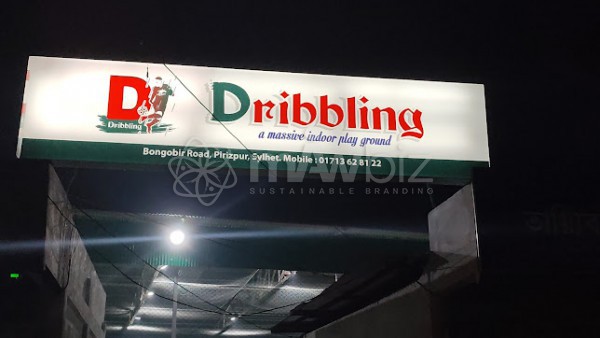 D
Dribbling
Dribbling
a massive indoor play ground
Bongobir Road, Pirizpur, Sylhet. Mobile : 01713 62 81 22
mawbiz
SUSTAINABLE BRANDING